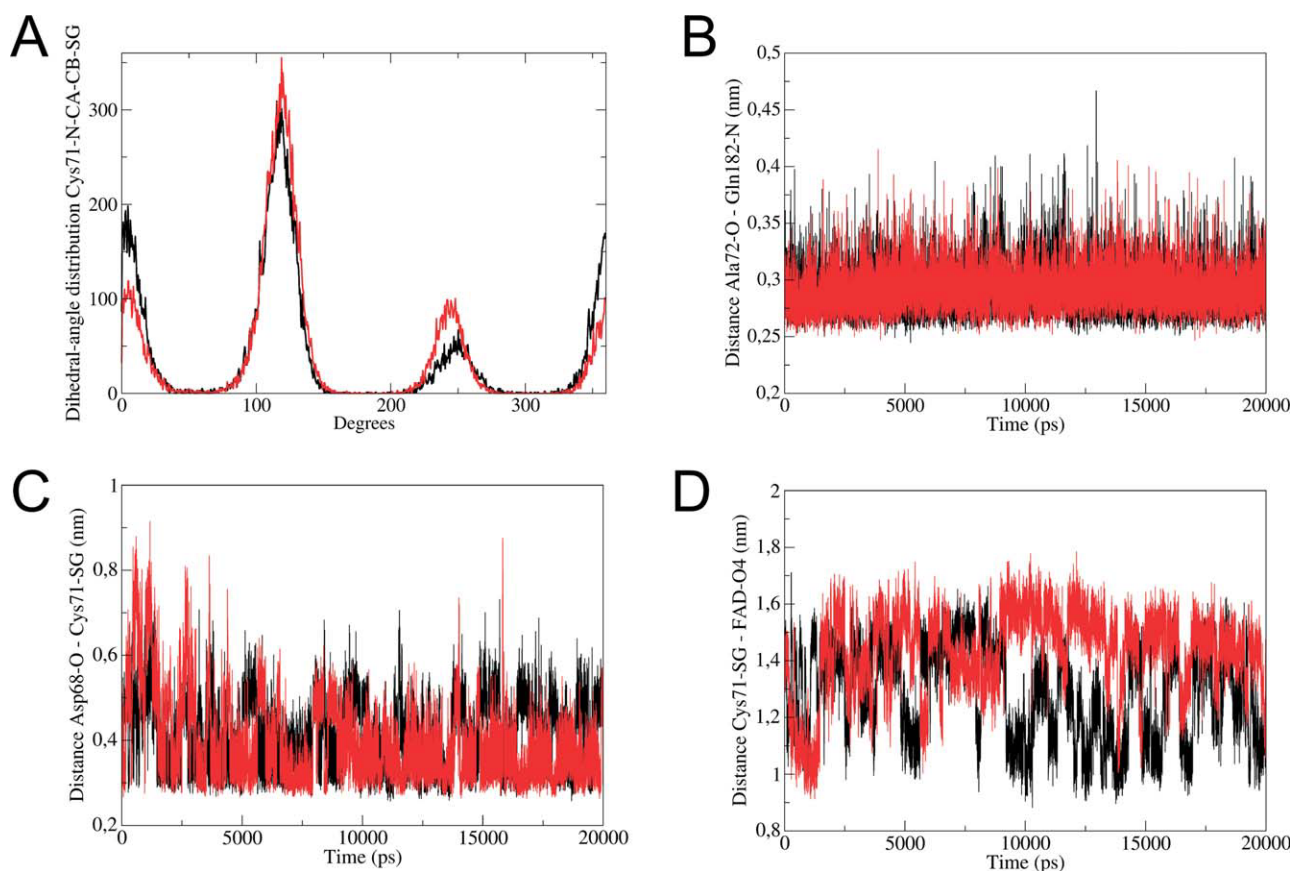 A
Dihedral-angle distribution Cys71-N-CA-CB-SG
300
200
100
0
0 100 200 300
Degrees
B
Distance Ala72-O - Gln182-N (nm)
0,5
0,45
0,4
0,35
0,3
0,25
0,2
0 5000 10000 15000 20000
Time (ps)
C
Distance Asp68-O - Cys71-SG (nm)
1
0,8
0,6
0,4
0,2
0 5000 10000 15000 20000
Time (ps)
D
Distance Cys71-SG - FAD-O4 (nm)
2
1,8
1,6
1,4
1,2
1
0,8
0 5000 10000 15000 20000
Time (ps)